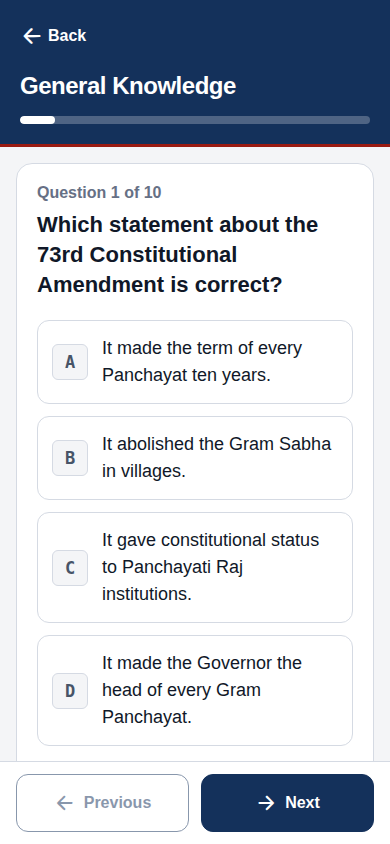 Back
General Knowledge
Question 1 of 10
Which statement about the
73rd Constitutional
Amendment is correct?
A
It made the term of every
Panchayat ten years.
B
It abolished the Gram Sabha
in villages.
C
It gave constitutional status
to Panchayati Raj
institutions.
D
It made the Governor the
head of every Gram
Panchayat.
Previous
Next